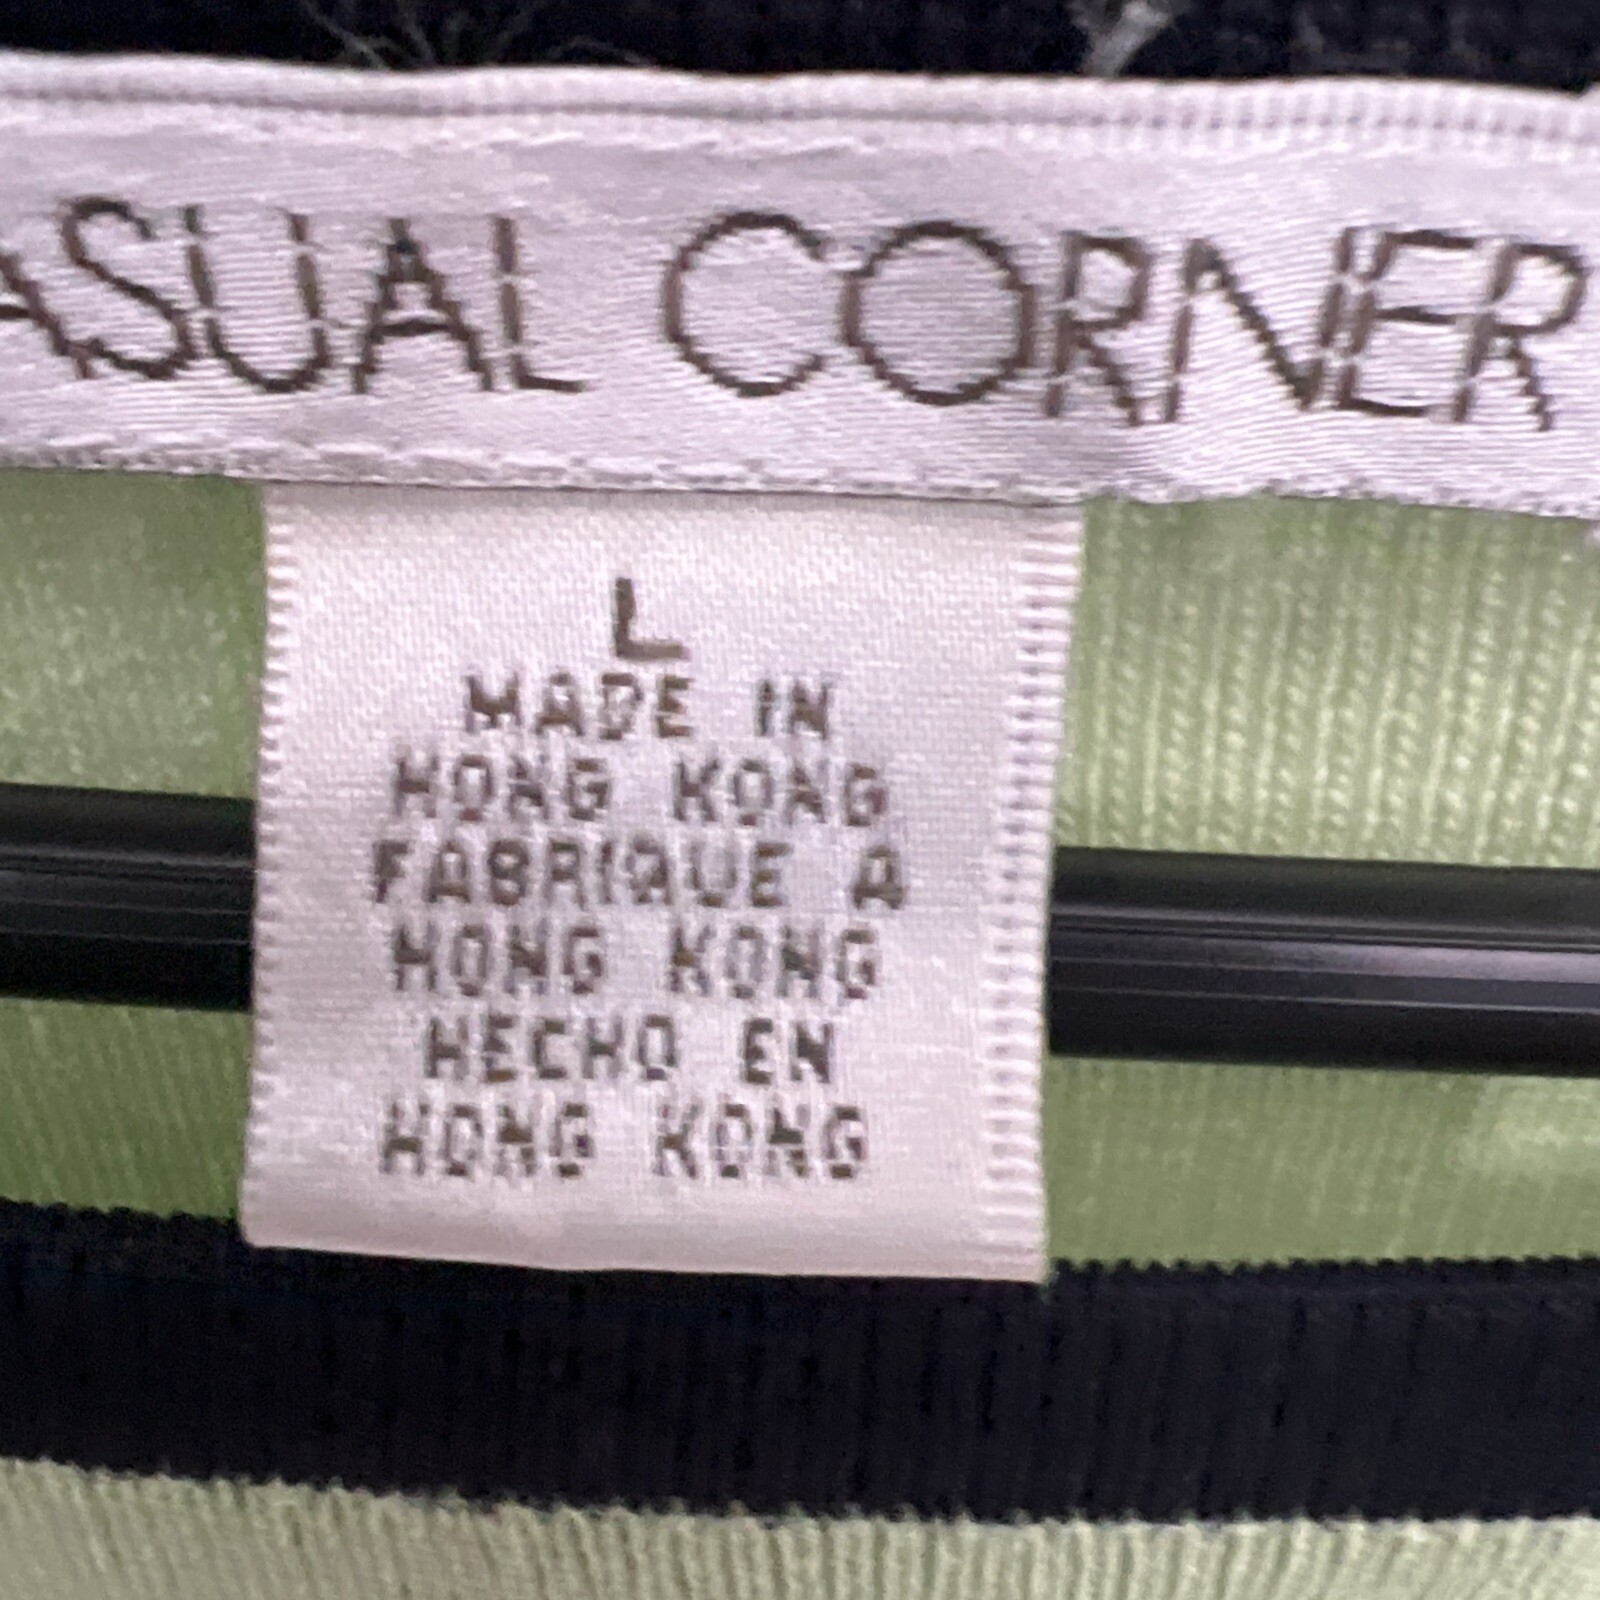 ASUAL CORNER
L
MADE IN
HONG KONG
FABRIQUE A
HONG KONG
HECHO EN
HONG KONG